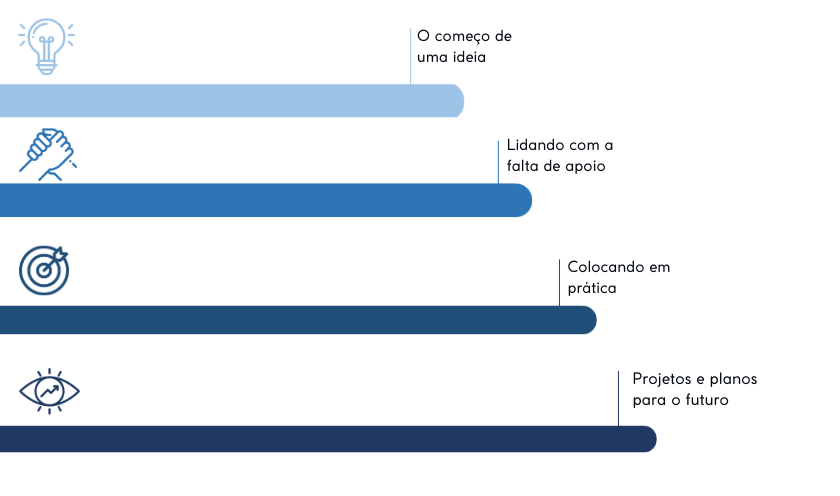 O começo de
uma ideia
Lidando com a
falta de apoio
Colocando em
prática
Projetos e planos
para o futuro